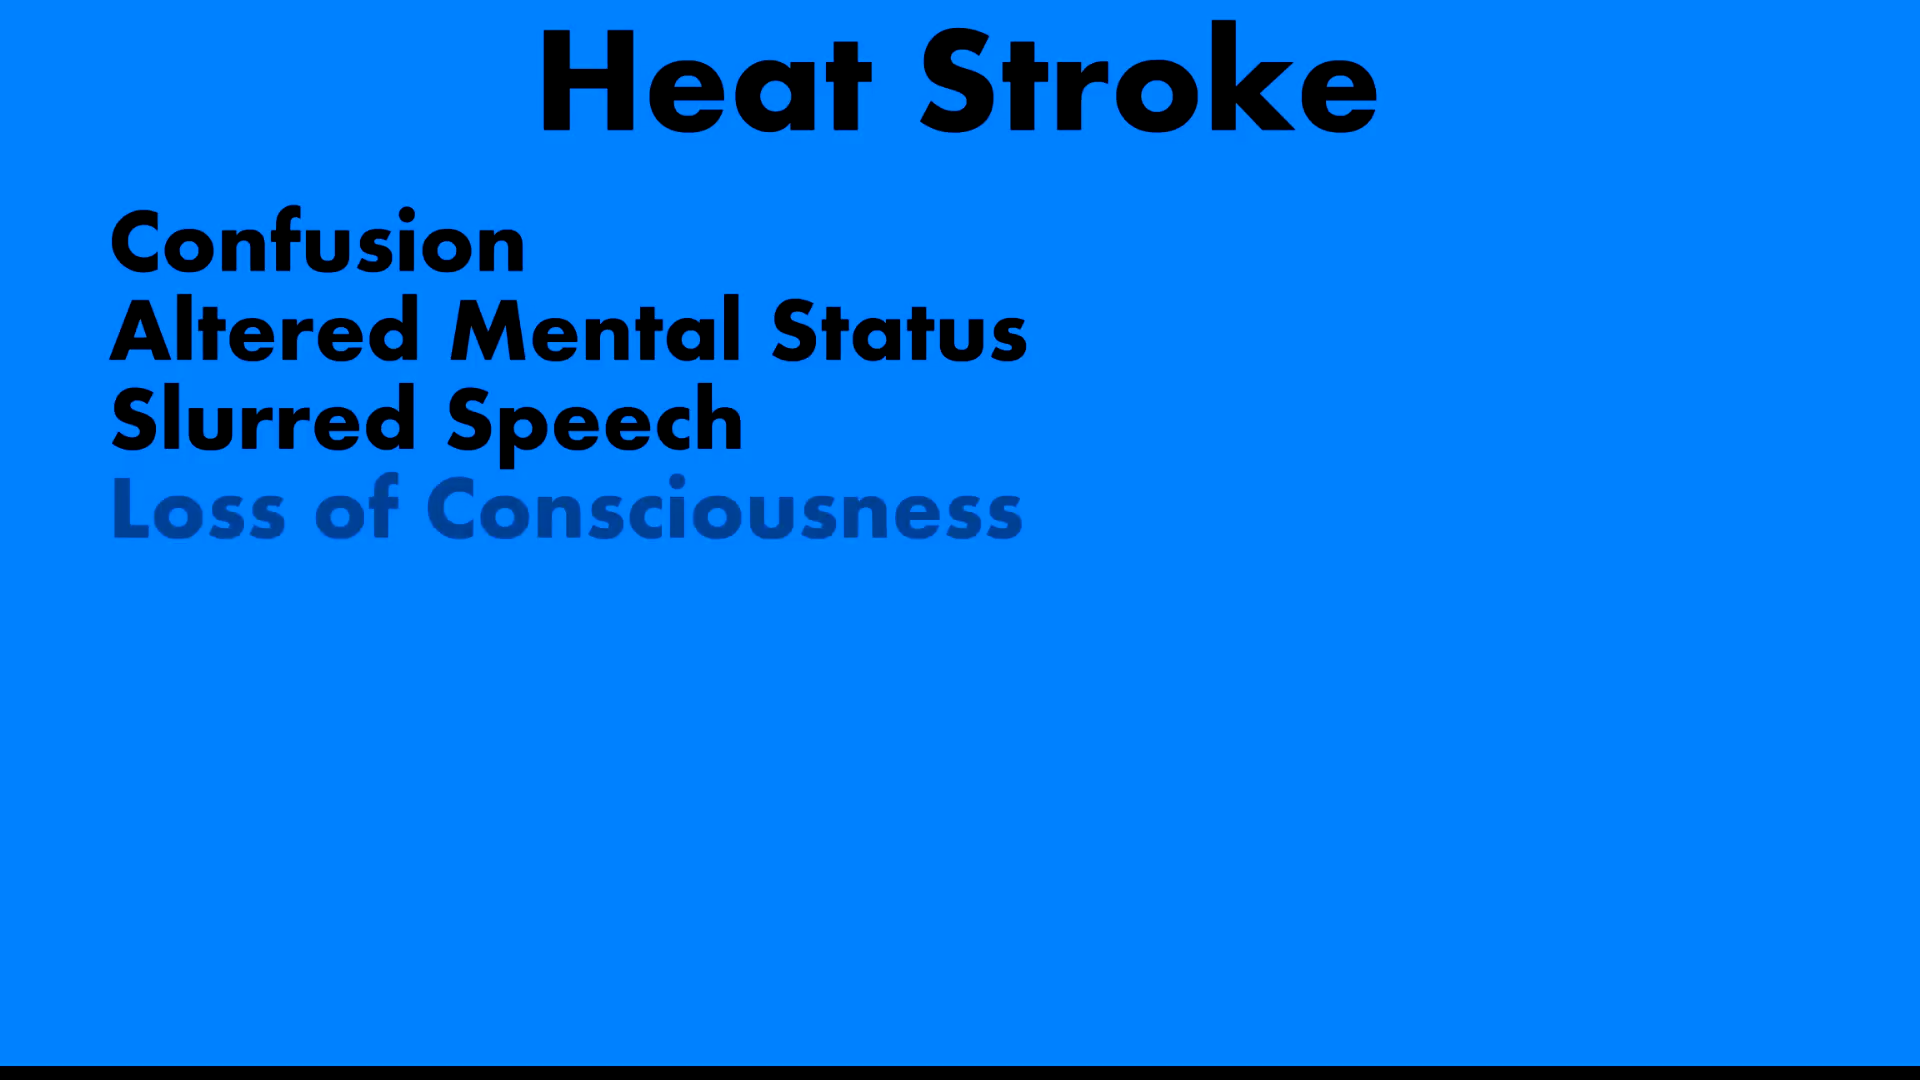 Heat Stroke
Confusion
Altered Mental Status
Slurred Speech
Loss of Consciousness